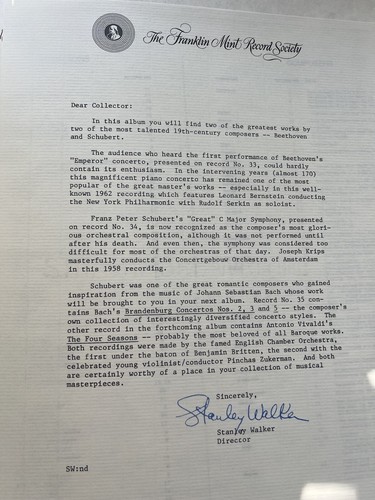 The Franklin Mint Record Society
Dear Collector:
In this album you will find two of the greatest works by
two of the most talented 19th-century composers -- Beethoven
and Schubert.
The audience who heard the first performance of Beethoven's
"Emperor" concerto, presented on record No. 33, could hardly
contain its enthusiasm. In the intervening years (almost 170)
this magnificent piano concerto has remained one of the most
popular of the great master's works -- especially in this well-
known 1962 recording which features Leonard Bernstein conducting
the New York Philharmonic with Rudolf Serkin as soloist.
Franz Peter Schubert's "Great" C Major Symphony, presented
on record No. 34, is now recognized as the composer's most glori-
ous orchestral composition, although it was not performed until
after his death. And even then, the symphony was considered too
difficult for most of the orchestras of that day. Joseph Krips
masterfully conducts the Concertgebouw Orchestra of Amsterdam
in this 1958 recording.
Schubert was one of the great romantic composers who gained
inspiration from the music of Johann Sebastian Bach whose work
will be brought to you in your next album. Record No. 35 con-
tains Bach's Brandenburg Concertos Nos. 2, 3 and 5 -- the composer's
own collection of interestingly diversified concerto styles. The
other record in the forthcoming album contains Antonio Vivaldi's
The Four Seasons -- probably the most beloved of all Baroque works.
Both recordings were made by the famed English Chamber Orchestra,
the first under the baton of Benjamin Britten, the second with the
celebrated young violinist/conductor Pinchas Zukerman. And both
are certainly worthy of a place in your collection of musical
masterpieces.
Sincerely,
Stanley Walker
Stanley Walker
Director
SW:nd